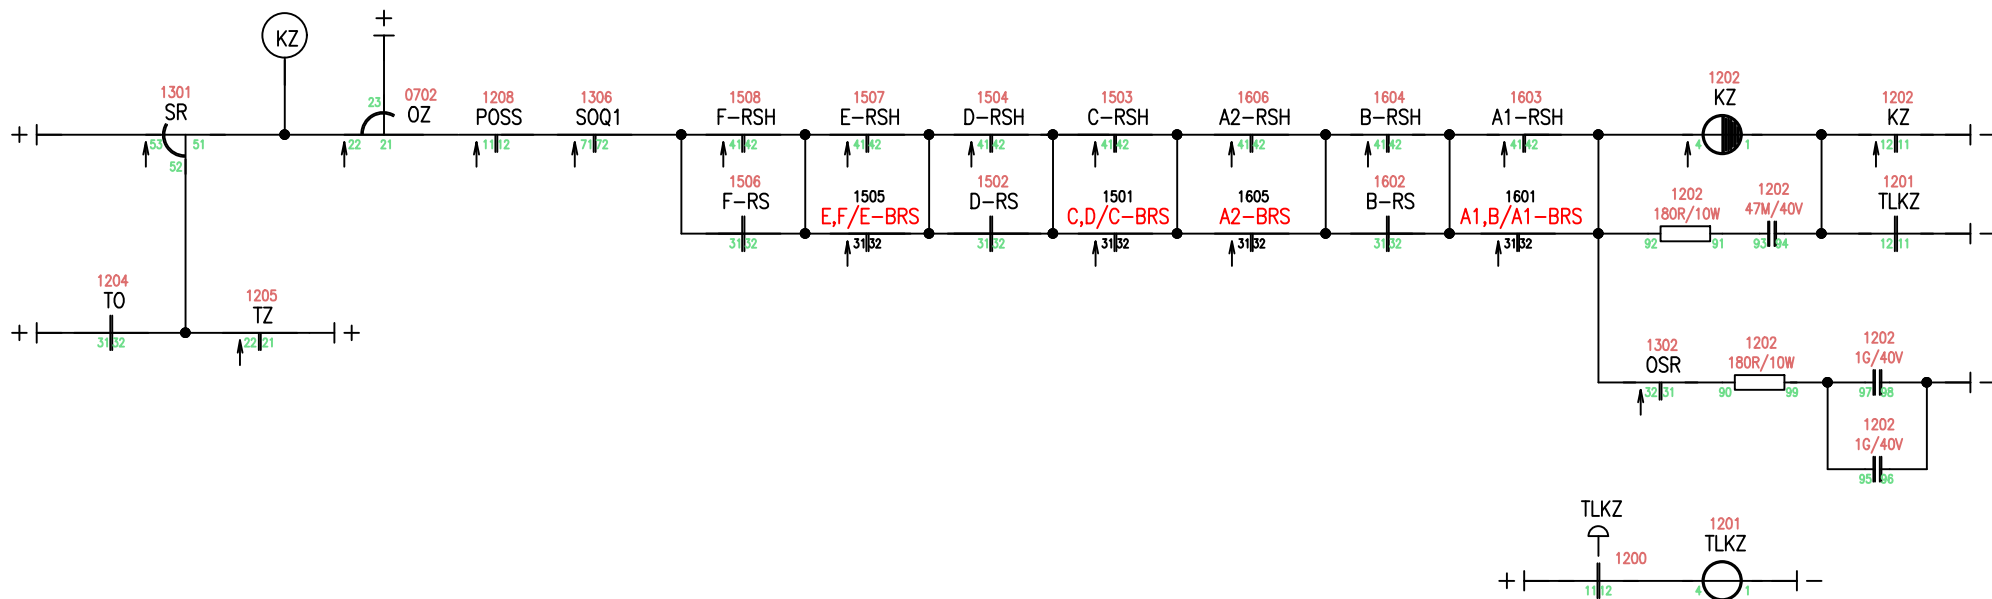 +
KZ
1301
SR
23
0702
OZ
1208
POSS
1306
SOQ1
1508
F-RSH
1507
E-RSH
1504
D-RSH
1503
C-RSH
1606
A2-RSH
1604
B-RSH
1603
A1-RSH
1202
KZ
1202
KZ
+
53
51
52
22
21
11 12
71 72
41 42
41 42
41 42
41 42
41 42
41 42
41 42
4
1
12 11
-
1506
F-RS
1505
E,F/E-BRS
1502
D-RS
1501
C,D/C-BRS
1605
A2-BRS
1602
B-RS
1601
A1,B/A1-BRS
1202
180R/10W
1202
47M/40V
1201
TLKZ
31 32
31 32
31 32
31 32
31 32
31 32
31 32
92
91
93 94
12 11
-
1204
TO
1205
TZ
+
31 32
22 21
+
1302
OSR
1202
180R/10W
1202
1G/40V
32 31
90
99
97 98
-
1202
1G/40V
95 96
TLKZ
1200
1201
TLKZ
+
11 12
4
1
-